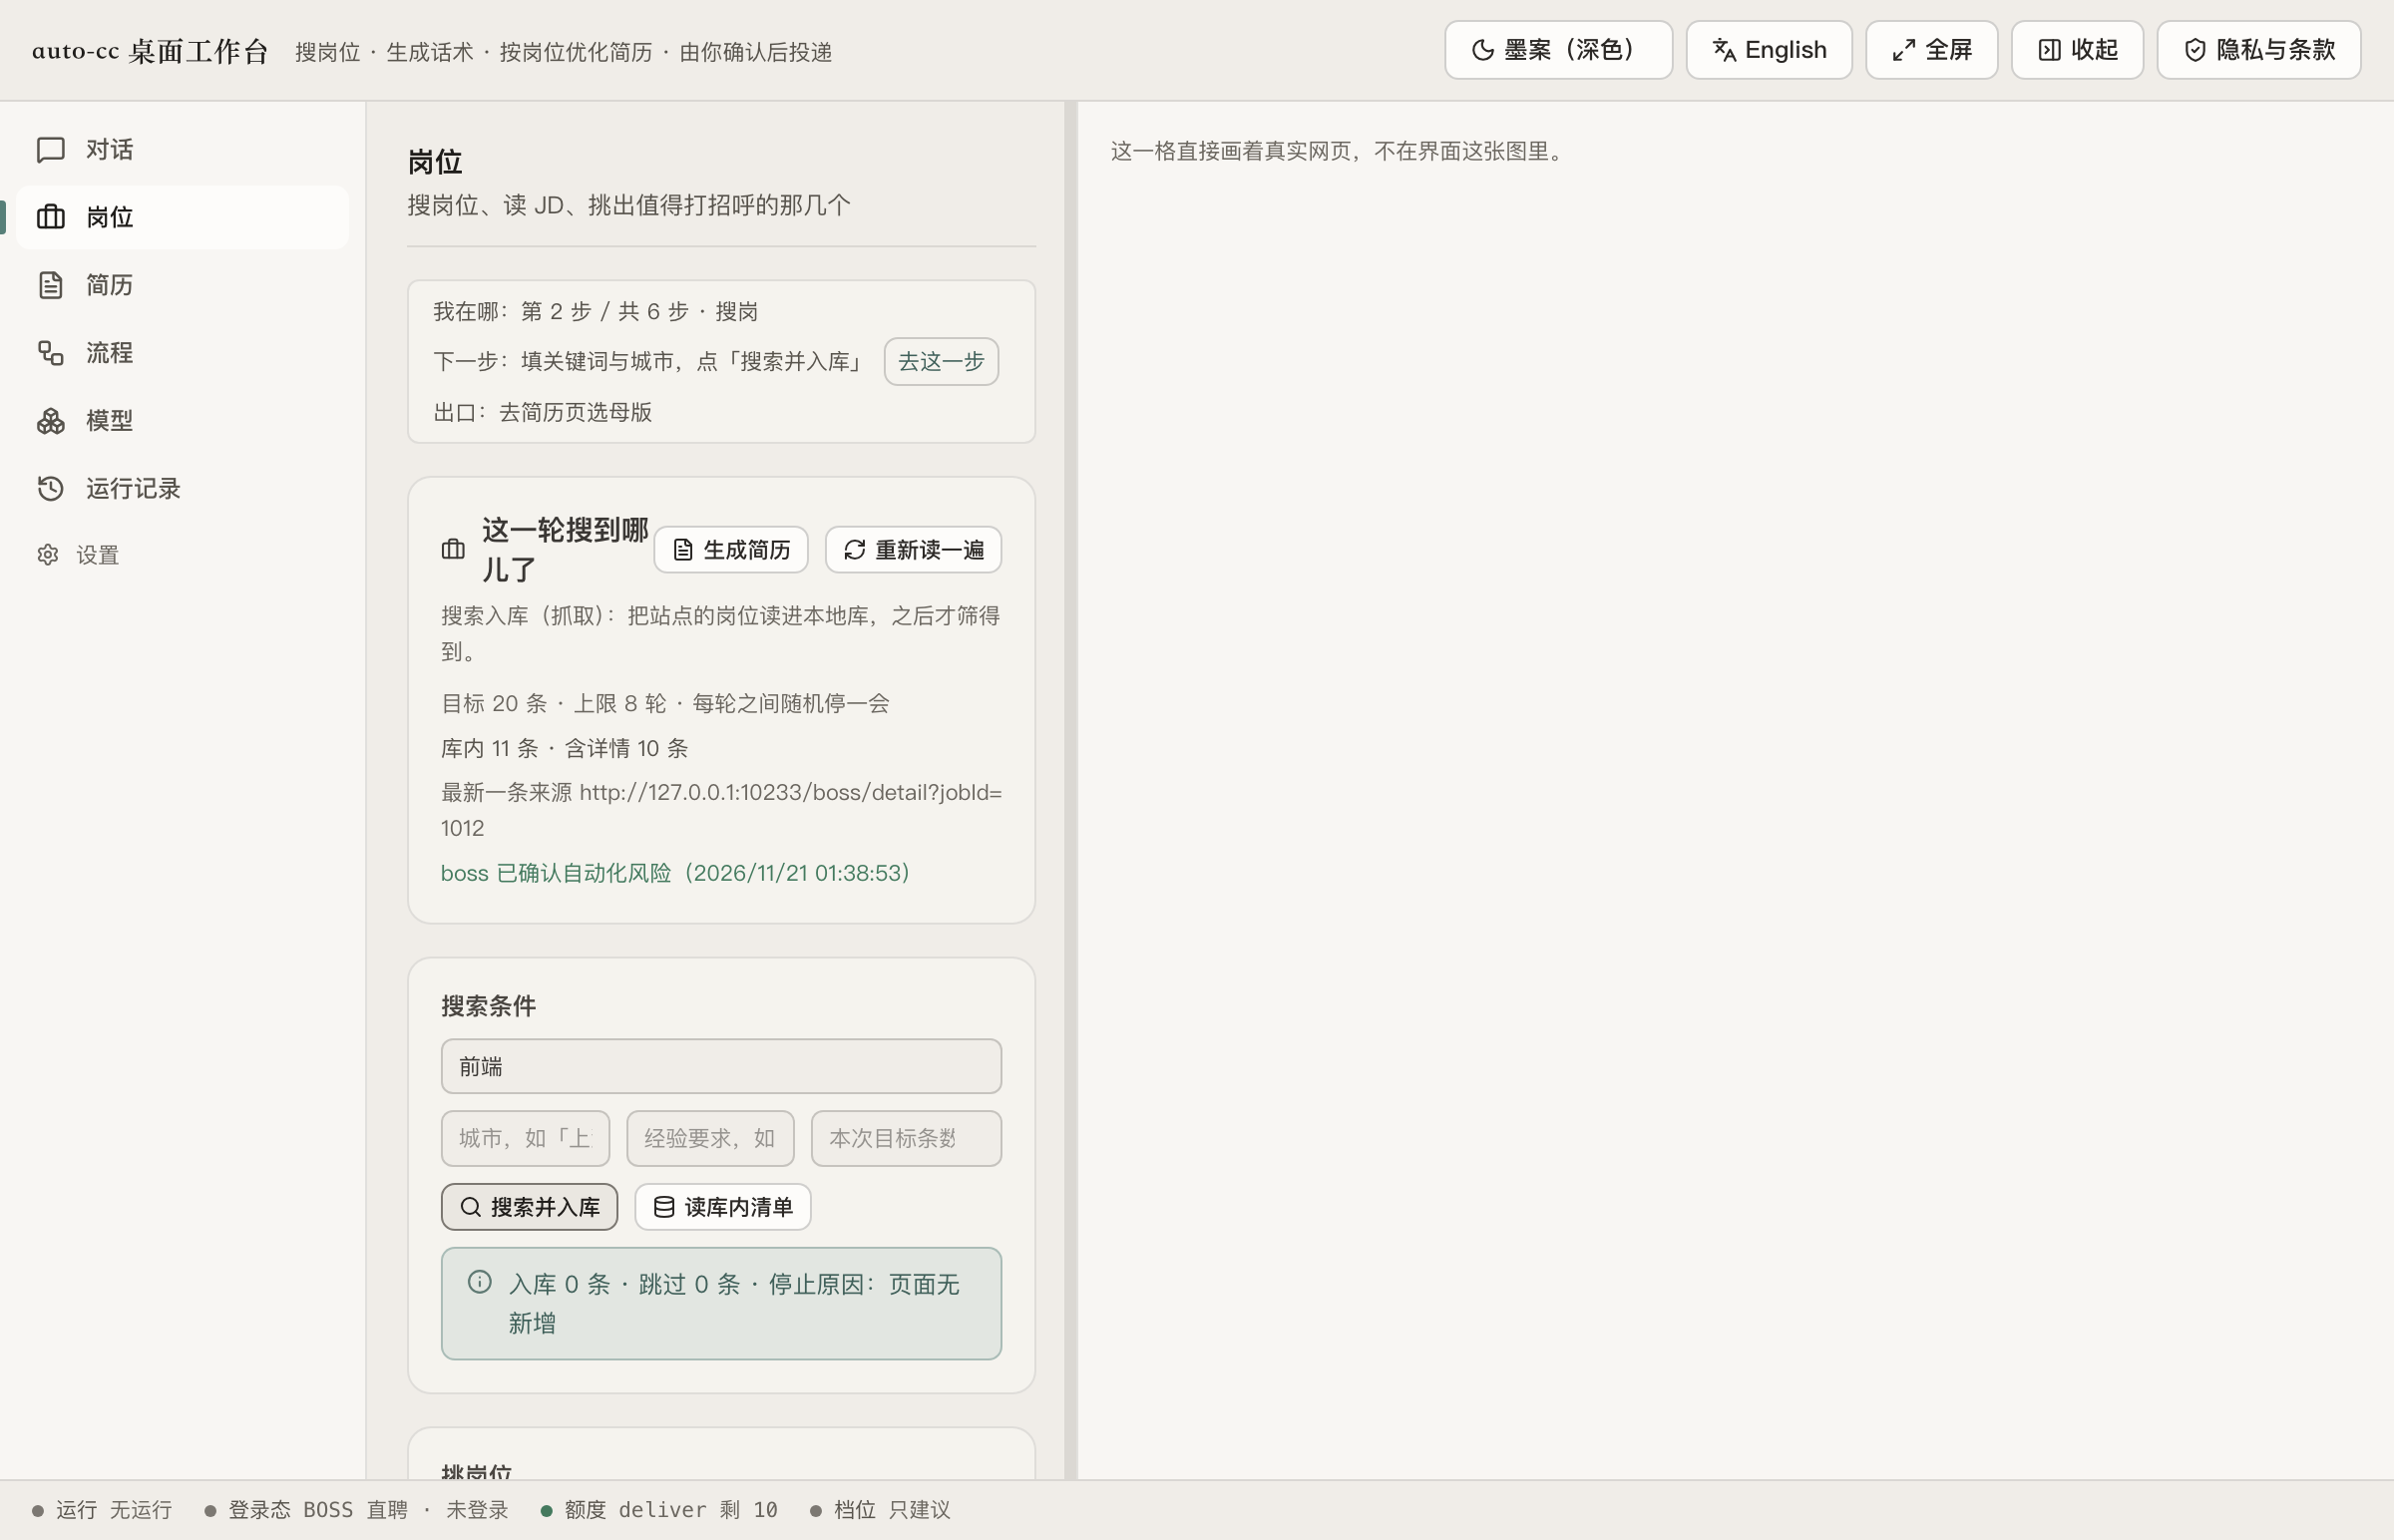 auto-cc 桌面工作台
搜岗位 · 生成话术 · 按岗位优化简历 · 由你确认后投递
墨案（深色）
English
全屏
收起
隐私与条款
对话
岗位
简历
流程
模型
运行记录
设置
岗位
搜岗位、读 JD、挑出值得打招呼的那几个
我在哪：第 2 步 / 共 6 步 · 搜岗
下一步：填关键词与城市，点「搜索并入库」
去这一步
出口：去简历页选母版
这一轮搜到哪
儿了
生成简历
重新读一遍
搜索入库（抓取）：把站点的岗位读进本地库，之后才筛得
到。
目标 20 条 · 上限 8 轮 · 每轮之间随机停一会
库内 11 条 · 含详情 10 条
最新一条来源 http://127.0.0.1:10233/boss/detail?jobId=
1012
boss 已确认自动化风险（2026/11/21 01:38:53）
搜索条件
前端
城市，如「上
经验要求，如
本次目标条数
搜索并入库
读库内清单
入库 0 条 · 跳过 0 条 · 停止原因：页面无
新增
挑岗位
这一格直接画着真实网页，不在界面这张图里。
运行 无运行
登录态 BOSS 直聘 · 未登录
额度 deliver 剩 10
档位 只建议